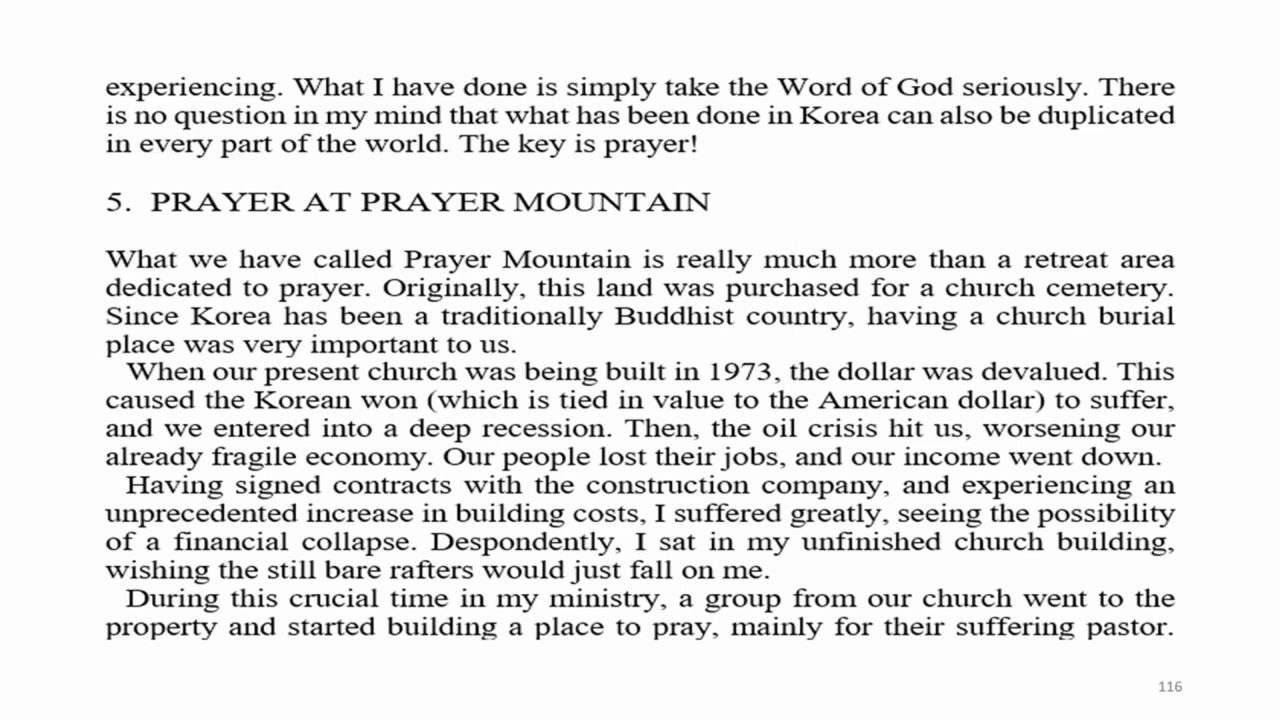 experiencing. What I have done is simply take the Word of God seriously. There
is no question in my mind that what has been done in Korea can also be duplicated
in every part of the world. The key is prayer!
5. PRAYER AT PRAYER MOUNTAIN
What we have called Prayer Mountain is really much more than a retreat area
dedicated to prayer. Originally, this land was purchased for a church cemetery.
Since Korea has been a traditionally Buddhist country, having a church burial
place was very important to us.
When our present church was being built in 1973, the dollar was devalued. This
caused the Korean won (which is tied in value to the American dollar) to suffer,
and we entered into a deep recession. Then, the oil crisis hit us, worsening our
already fragile economy. Our people lost their jobs, and our income went down.
Having signed contracts with the construction company, and experiencing an
unprecedented increase in building costs, I suffered greatly, seeing the possibility
of a financial collapse. Despondently, I sat in my unfinished church building,
wishing the still bare rafters would just fall on me.
During this crucial time in my ministry, a group from our church went to the
property and started building a place to pray, mainly for their suffering pastor.
116